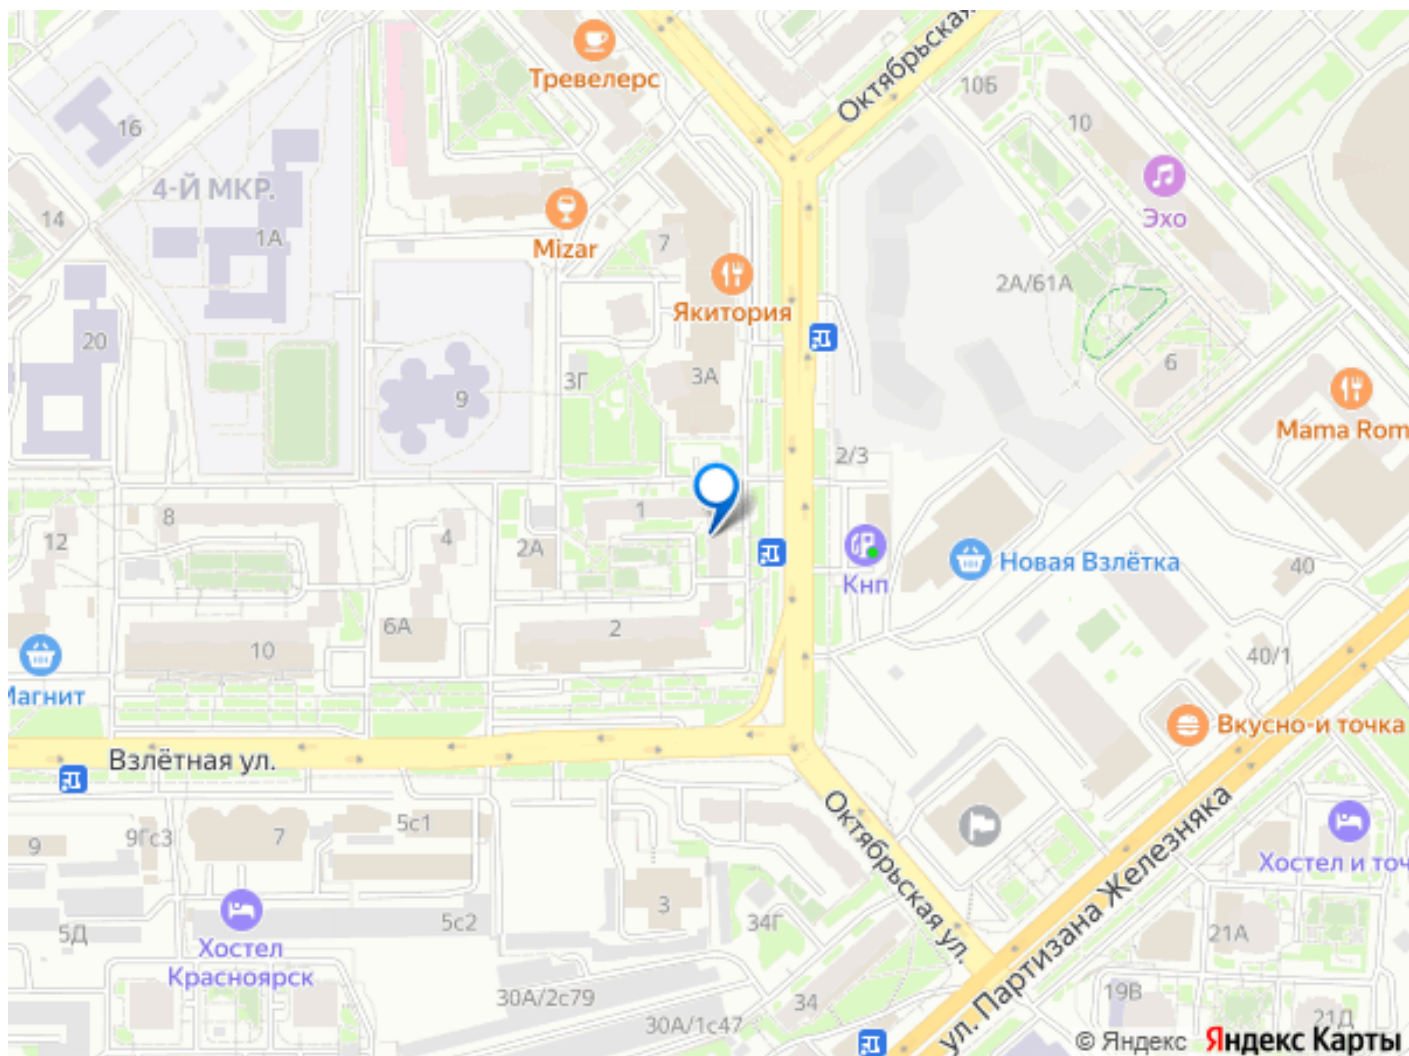 Тревелерс
Октябрьская
10Б
10
16
4-Й МКР.
Эхо
14
1А
Mizar
7
2А/61А
Якитория
20
3Г
3А
6
9
Mama Rom
2/3
8
1
12
4
2А
Новая Взлётка
40
Кнп
6А
2
10
40/1
Магнит
Вкусно-и точка
Взлётная ул.
Октябрьская ул.
ул. Партизана Железняка
9
9Гс3
7
5с1
Хостел и точ
3
5с2
34Г
5Д
21А
Хостел
Красноярск
30А/2с79
34
19В
30А/1с47
21Д
© Яндекс Яндекс Карты